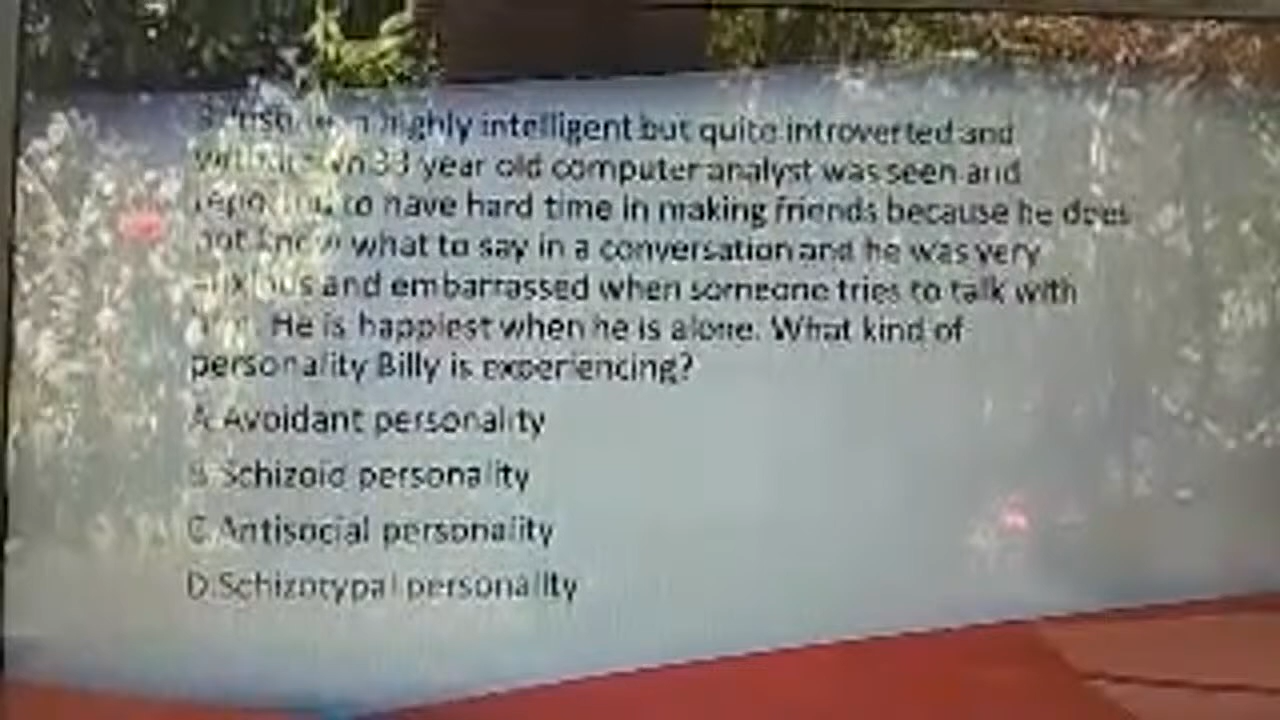 highly intelligent but quite introverted and
33 year old computer analyst was seen and
to have hard time in making friends because he does
not know what to say in a conversation and he was very
anxious and embarrassed when someone tries to talk with
He is happiest when he is alone. What kind of
personality Billy is experiencing?
A.Avoidant personality
B.Schizoid personality
C.Antisocial personality
D.Schizotypal personality